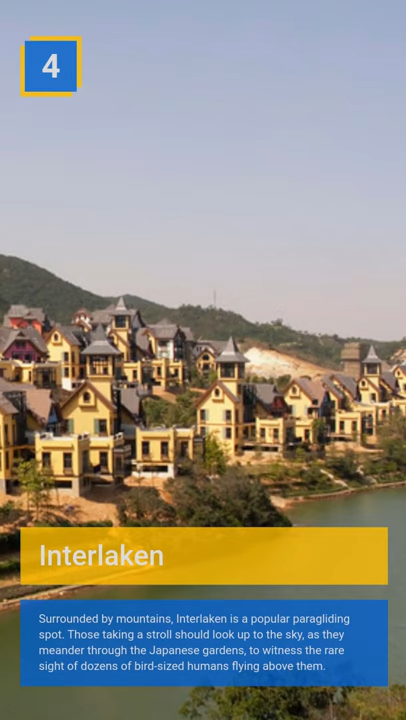 4
Interlaken
Surrounded by mountains, Interlaken is a popular paragliding
spot. Those taking a stroll should look up to the sky, as they
meander through the Japanese gardens, to witness the rare
sight of dozens of bird-sized humans flying above them.